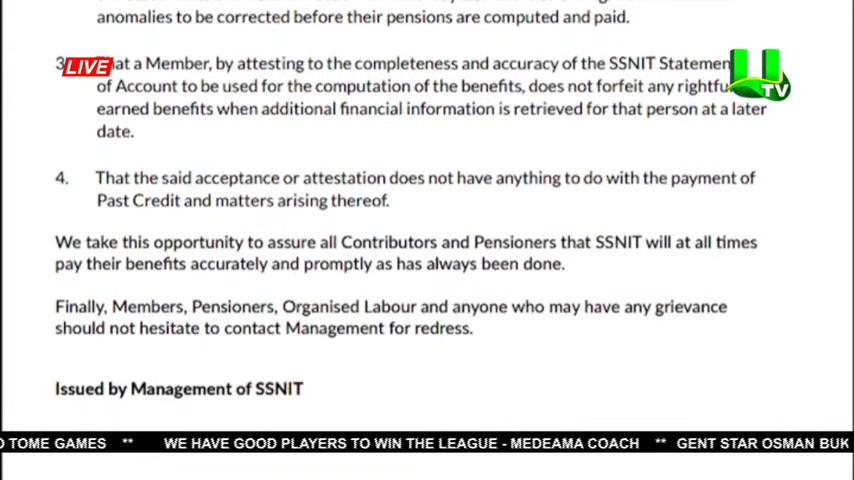 anomalies to be corrected before their pensions are computed and paid.
3
LIVE
at a Member, by attesting to the completeness and accuracy of the SSNIT
of Account to be used for the computation of the benefits, does not forfeit any
earned benefits when additional financial information is retrieved for that person at a later
date.
U
TV
4. That the said acceptance or attestation does not have anything to do with the payment of
Past Credit and matters arising thereof.
We take this opportunity to assure all Contributors and Pensioners that SSNIT will at all times
pay their benefits accurately and promptly as has always been done.
Finally, Members, Pensioners, Organised Labour and anyone who may have any grievance
should not hesitate to contact Management for redress.
Issued by Management of SSNIT
TOME GAMES ** WE HAVE GOOD PLAYERS TO WIN THE LEAGUE - MEDEAMA COACH ** GENT STAR OSMAN BUK